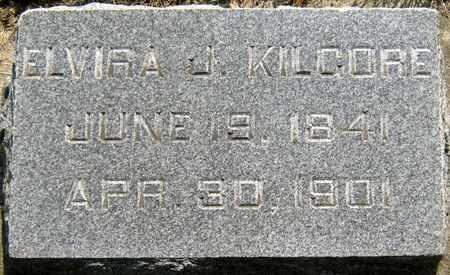 ELVIRA J. KILGORE
JUNE 19, 1841
APR. 30, 1901